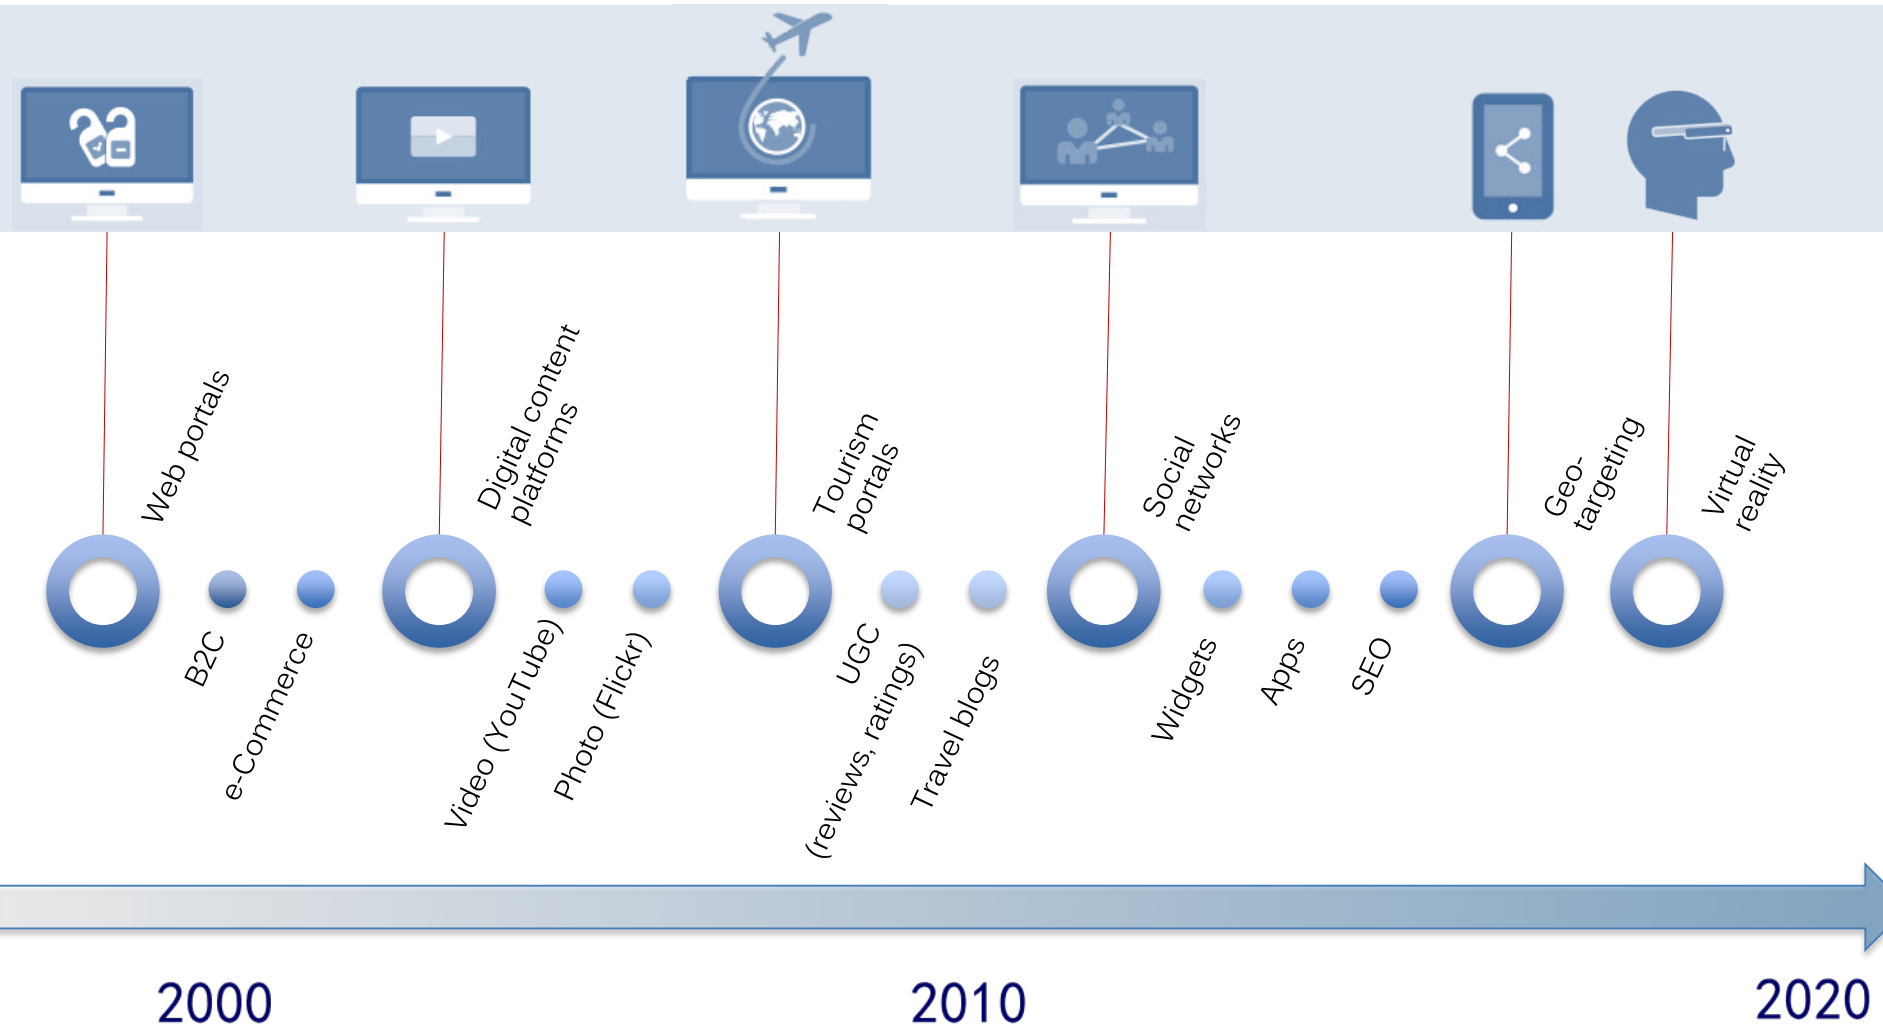 Web portals
Digital content
platforms
Tourism
portals
Social
networks
Geo-
targeting
Virtual
reality
B2C
e-Commerce
Video (YouTube)
Photo (Flickr)
UGC
(reviews, ratings)
Travel blogs
Widgets
Apps
SEO
2000
2010
2020